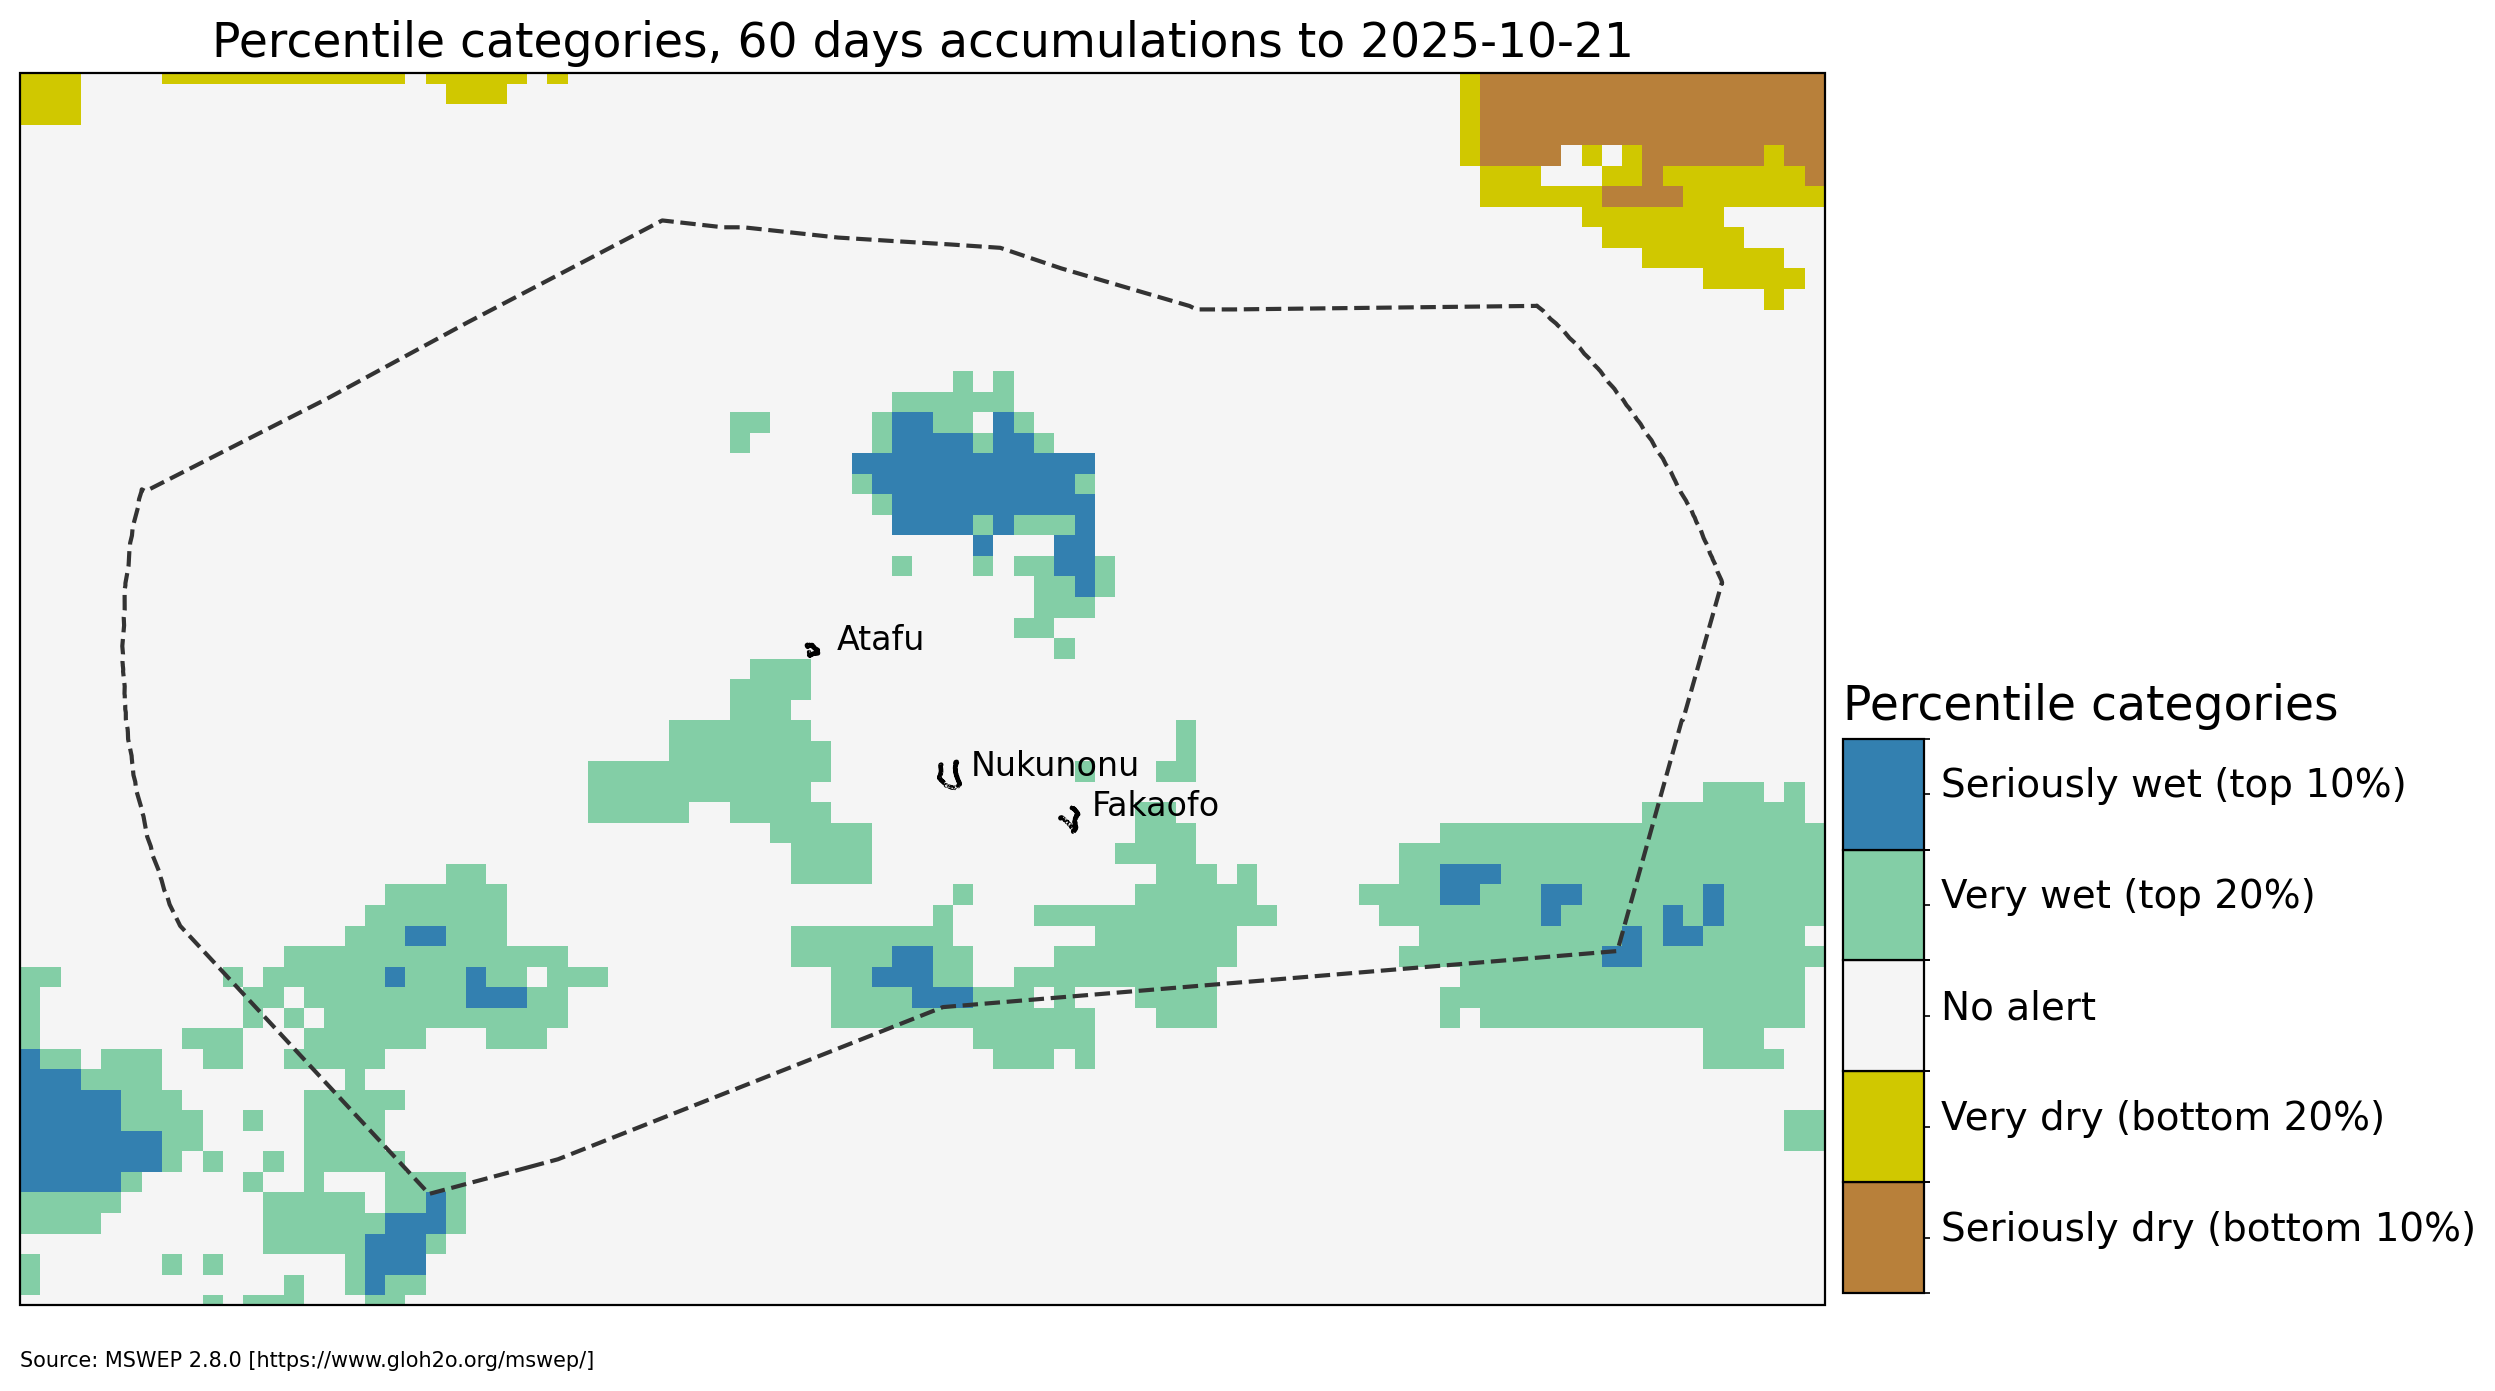 Percentile categories, 60 days accumulations to 2025-10-21
Atafu
Nukunonu
Fakaofo
Percentile categories
Seriously wet (top 10%)
Very wet (top 20%)
No alert
Very dry (bottom 20%)
Seriously dry (bottom 10%)
Source: MSWEP 2.8.0 [https://www.gloh2o.org/mswep/]